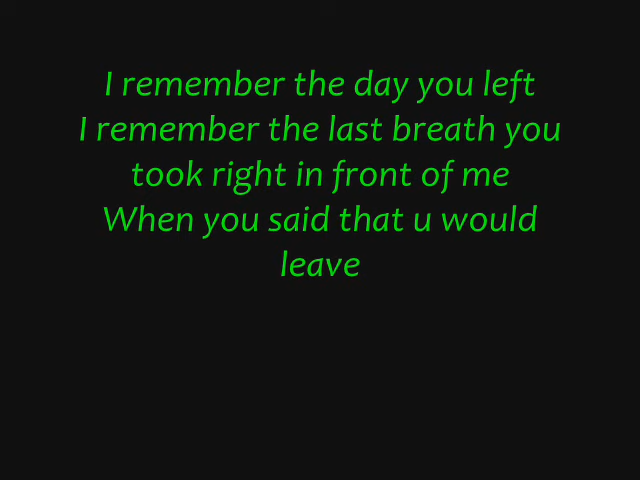 I remember the day you left
I remember the last breath you
took right in front of me
When you said that u would
leave